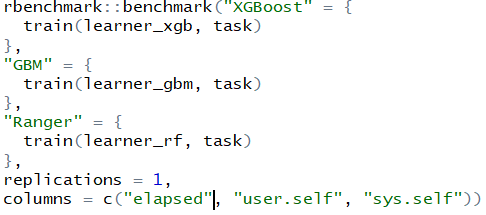 rbenchmark::benchmark("XGBoost" = {
  train(learner_xgb, task)
},
"GBM" = {
  train(learner_gbm, task)
},
"Ranger" = {
  train(learner_rf, task)
},
replications = 1,
columns = c("elapsed", "user.self", "sys.self"))